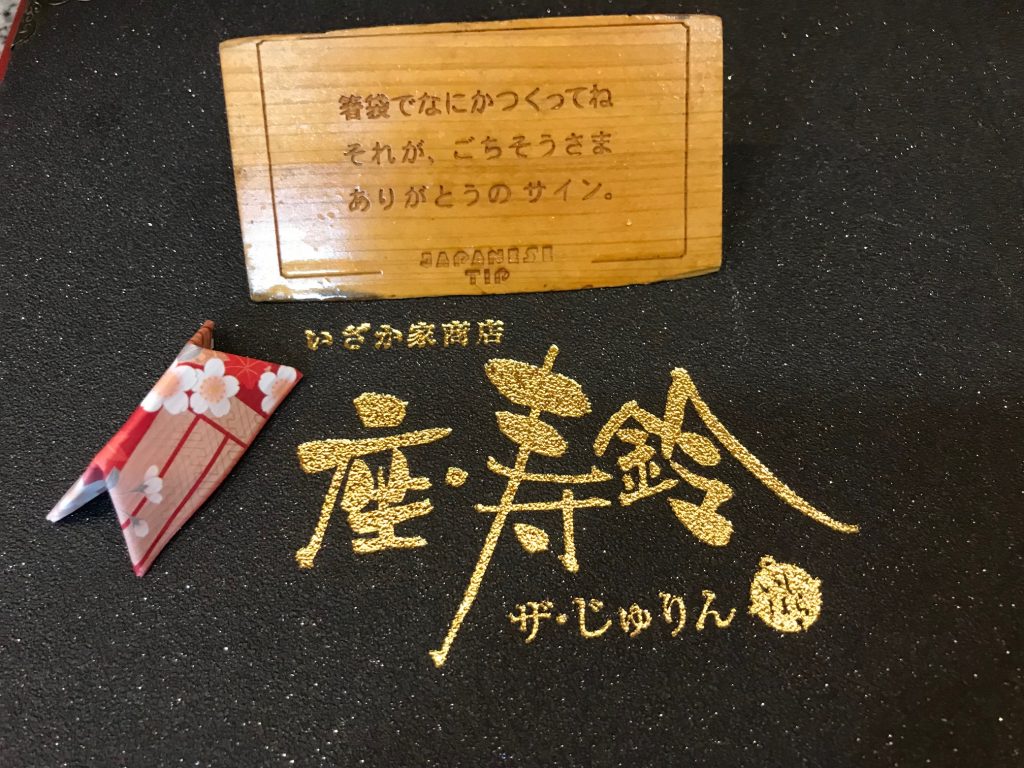 箸袋でなにかつくってね
それが、ごちそうさま
ありがとうの サイン。
JAPANESE
TIP
いざか家商店
座・寿鈴
ザ・じゅりん